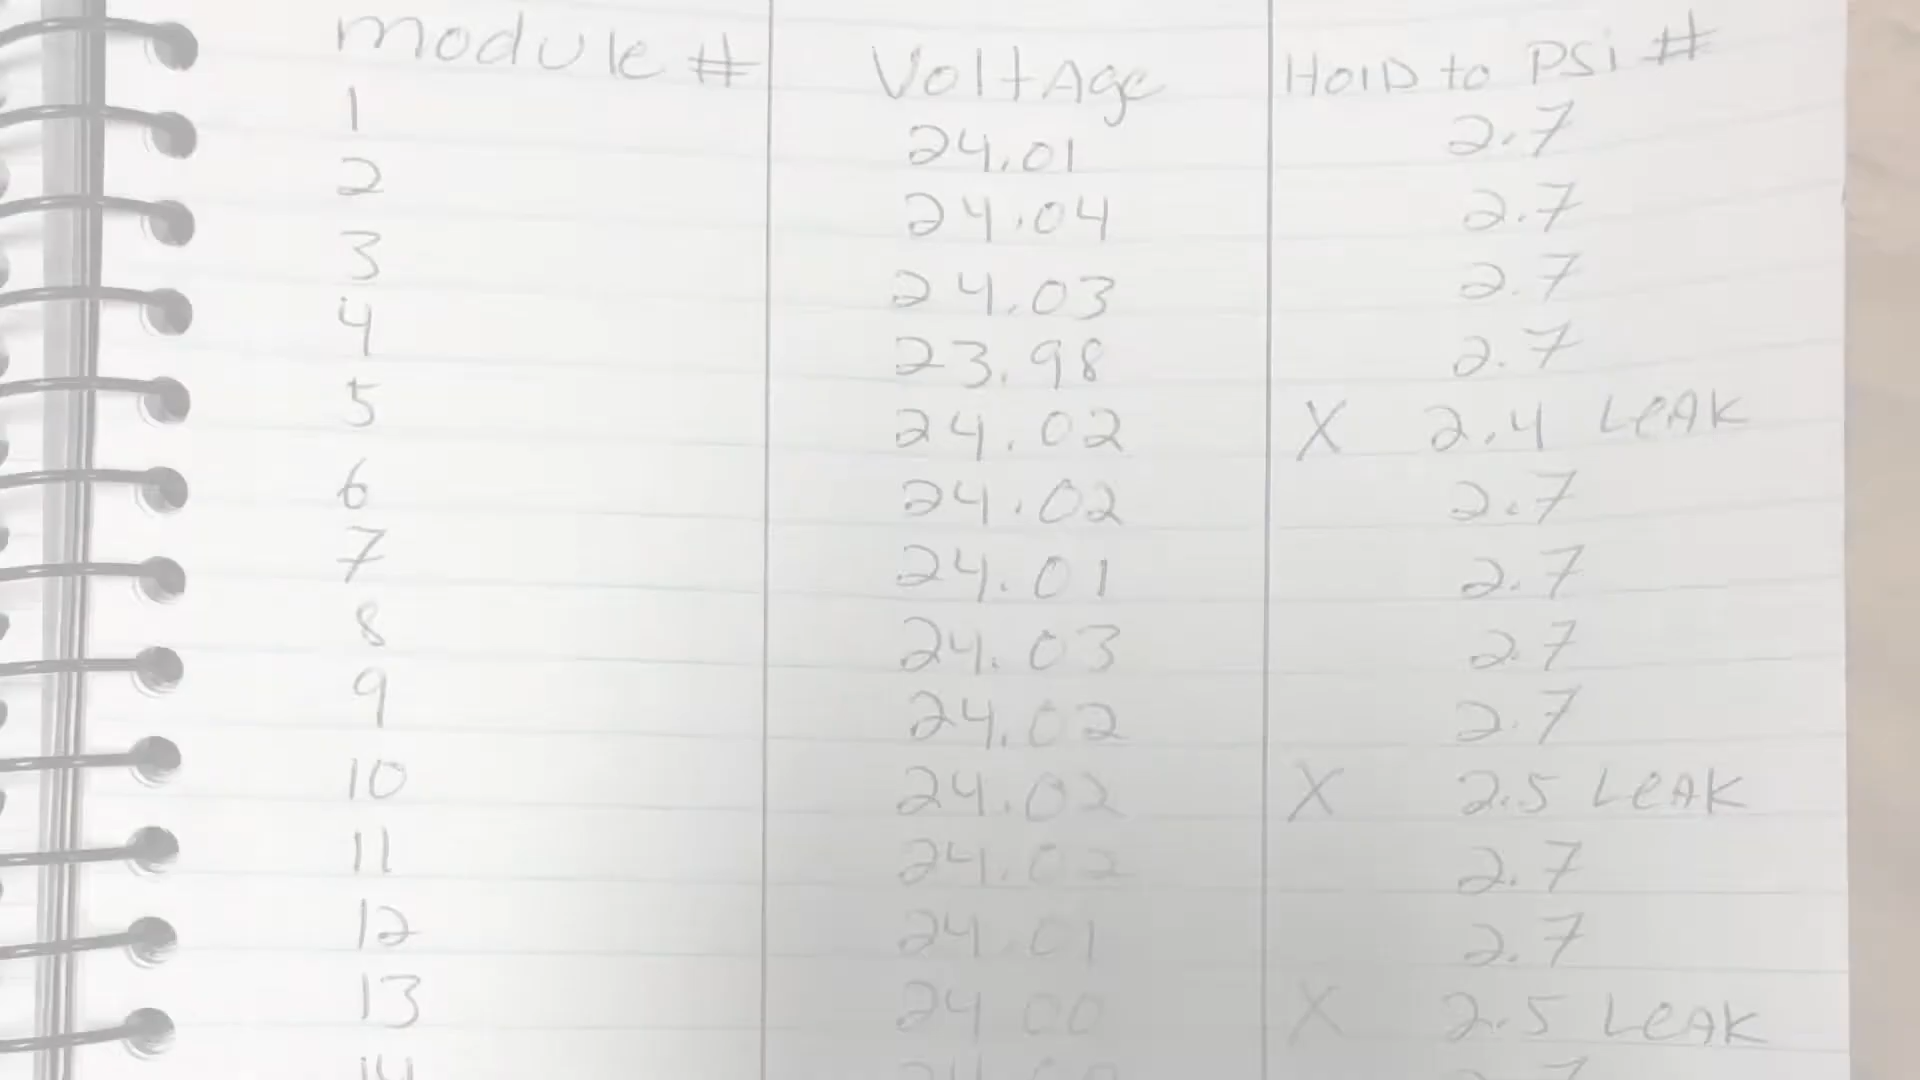 module # Voltage Hold to PSi #
1 24.01 2.7
2 24.04 2.7
3 24.03 2.7
4 23.98 2.7
5 24.02 X 2.4 Leak
6 24.02 2.7
7 24.01 2.7
8 24.03 2.7
9 24.02 2.7
10 24.02 X 2.5 Leak
11 24.02 2.7
12 24.01 2.7
13 24.00 X 2.5 Leak
14